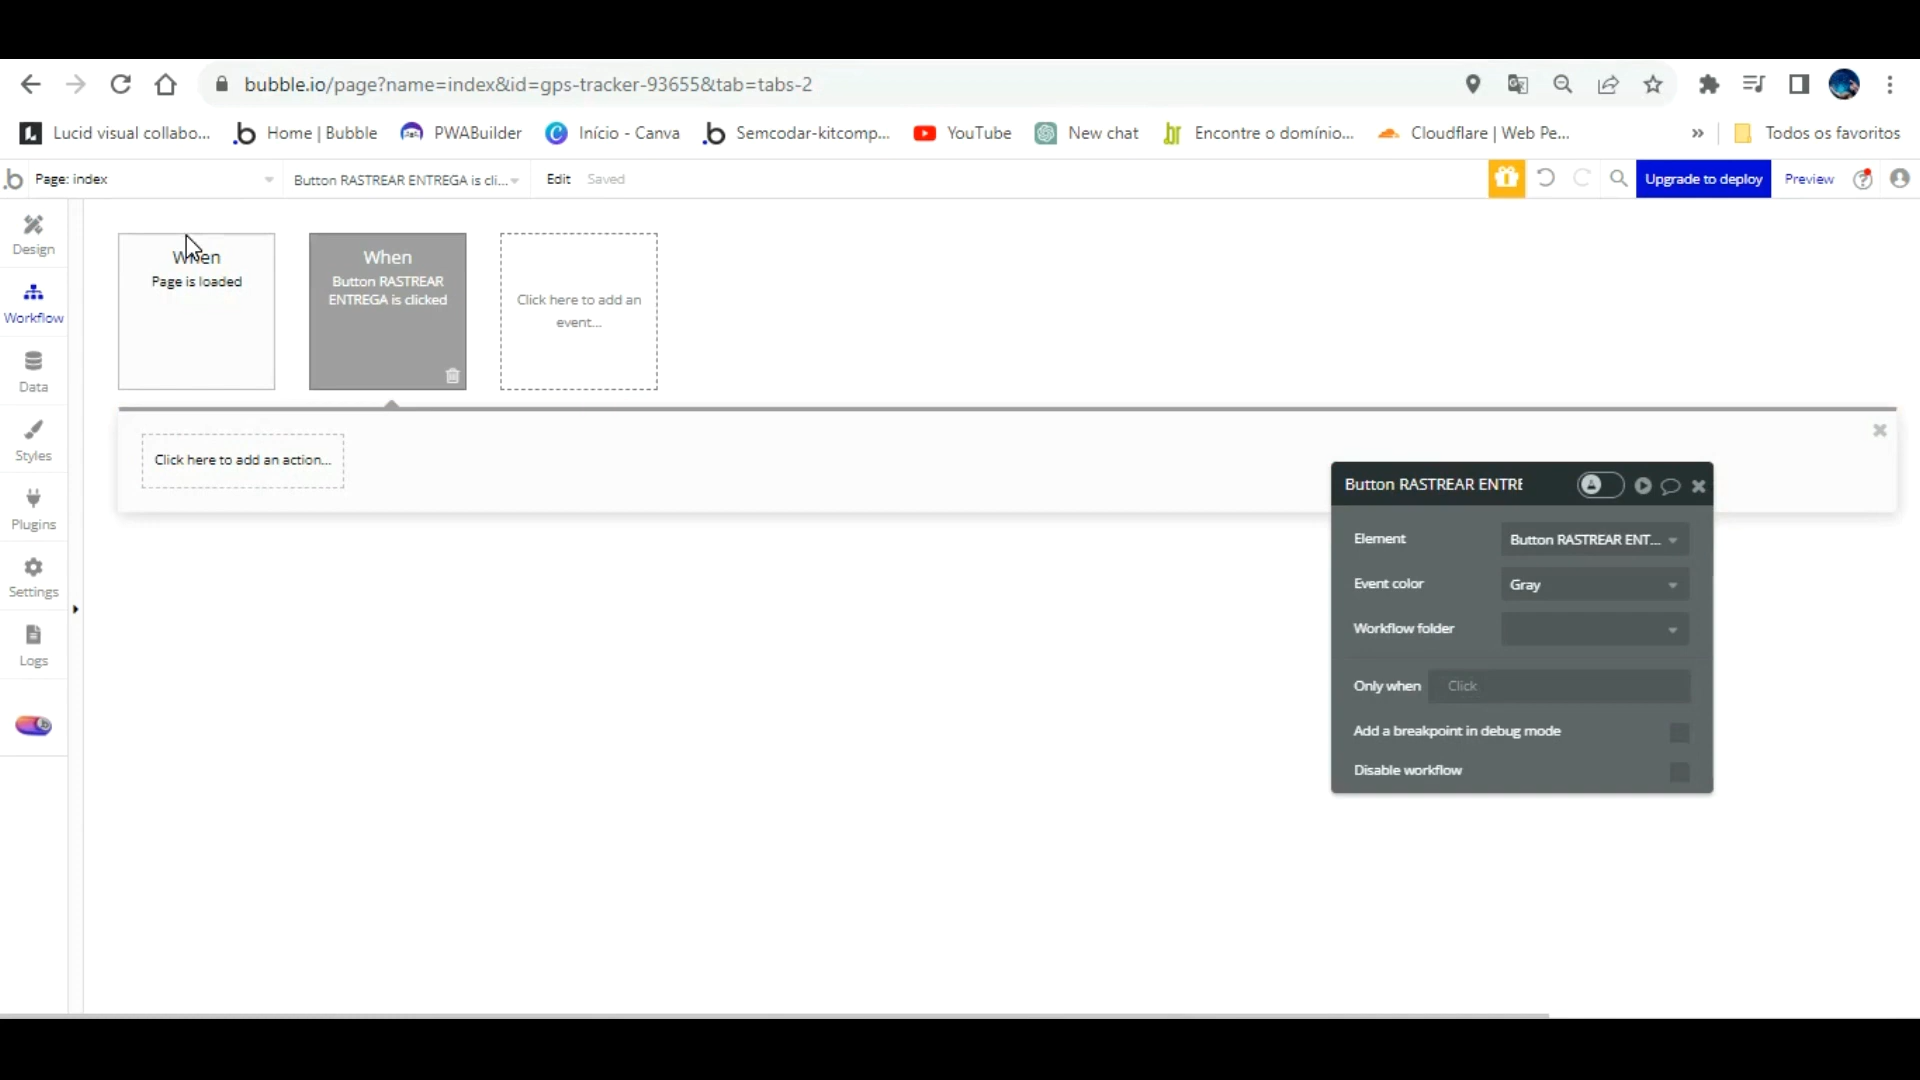 bubble.io/page?name=index&id=gps-tracker-93655&tab=tabs-2
Lucid visual collabo...
Home | Bubble
PWABuilder
Início - Canva
Semcodar-kitcomp...
YouTube
New chat
Encontre o domínio...
Cloudflare | Web Pe...
»
Todos os favoritos
Page: index
Button RASTREAR ENTREGA is cli...
Edit
Saved
Upgrade to deploy
Preview
Design
Workflow
Data
Styles
Plugins
Settings
Logs
When
Page is loaded
When
Button RASTREAR
ENTREGA is clicked
Click here to add an
event...
Click here to add an action...
Button RASTREAR ENTRE
Element
Button RASTREAR ENT...
Event color
Gray
Workflow folder
Only when
Click
Add a breakpoint in debug mode
Disable workflow